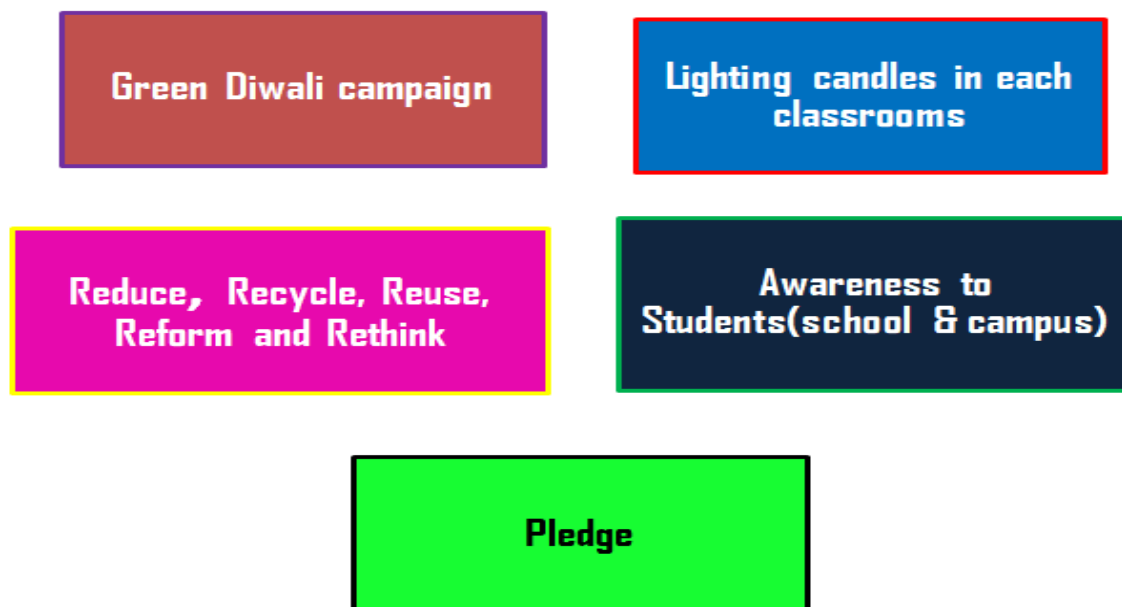 Green Diwali campaign
Lighting candles in each
classrooms
Reduce, Recycle, Reuse,
Reform and Rethink
Awareness to
Students(school & campus)
Pledge